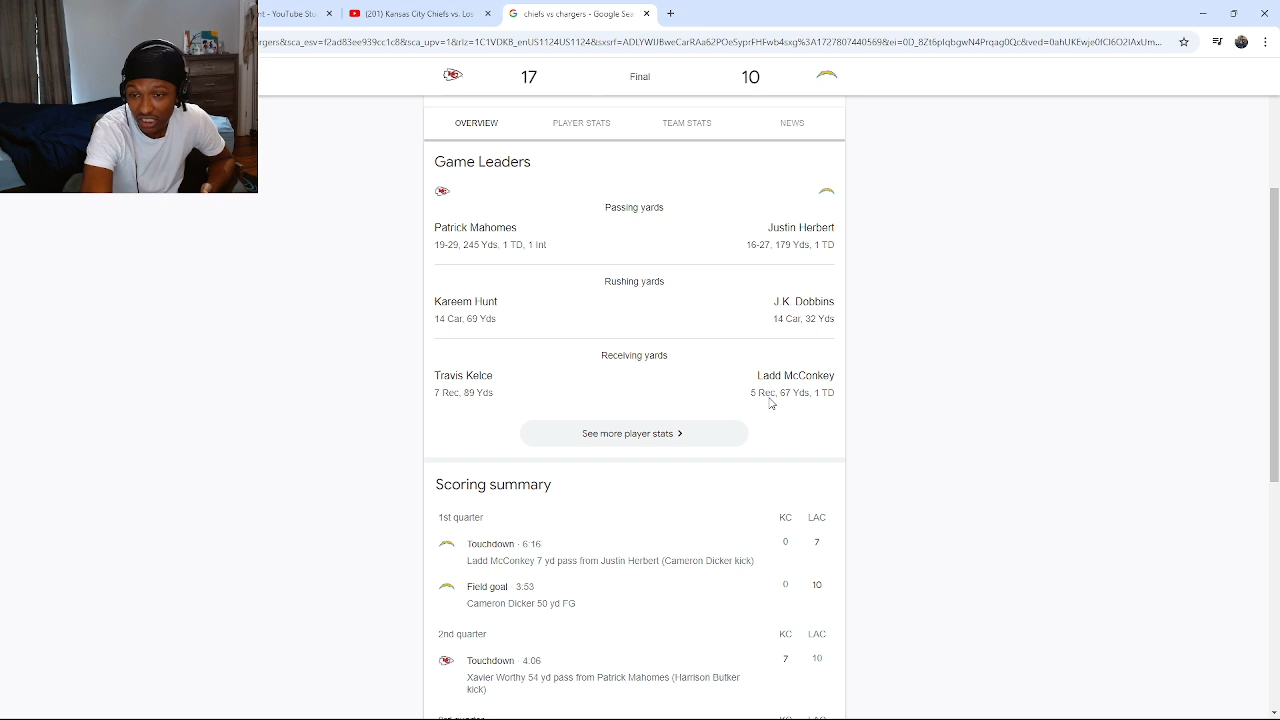 nt - YouTube Stu
(201) Kansas City Chiefs vs. Los
chiefs vs chargers - Google Sea
17 Final 10
OVERVIEW PLAYER STATS TEAM STATS NEWS
Game Leaders
Passing yards
Patrick Mahomes Justin Herbert
19-29, 245 Yds, 1 TD, 1 Int 16-27, 179 Yds, 1 TD
Rushing yards
Kareem Hunt J.K. Dobbins
14 Car, 69 Yds 14 Car, 32 Yds
Receiving yards
Travis Kelce Ladd McConkey
7 Rec, 89 Yds 5 Rec, 67 Yds, 1 TD
See more player stats
Scoring summary
1st quarter KC LAC
Touchdown · 6:16 0 7
Ladd McConkey 7 yd pass from Justin Herbert (Cameron Dicker kick)
Field goal · 3:53 0 10
Cameron Dicker 50 yd FG
2nd quarter KC LAC
Touchdown · 4:06 7 10
Xavier Worthy 54 yd pass from Patrick Mahomes (Harrison Butker
kick)